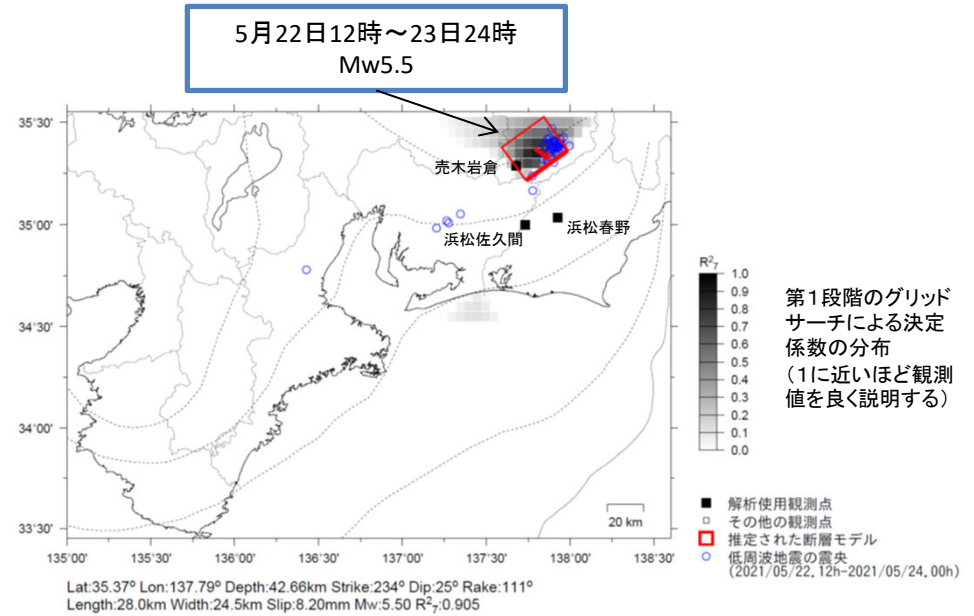 5月22日12時～23日24時
Mw5.5
35°30'
35°00'
34°30'
34°00'
33°30'
135°00'
135°30'
136°00'
136°30'
137°00'
137°30'
138°00'
138°30'
売木岩倉
浜松佐久間
浜松春野
20 km
R²₇
1.0
0.9
0.8
0.7
0.6
0.5
0.4
0.3
0.2
0.1
0.0
第1段階のグリッド
サーチによる決定
係数の分布
(1に近いほど観測
値を良く説明する)
解析使用観測点
その他の観測点
推定された断層モデル
低周波地震の震央
(2021/05/22, 12h-2021/05/24, 00h)
Lat:35.37° Lon:137.79° Depth:42.66km Strike:234° Dip:25° Rake:111°
Length:28.0km Width:24.5km Slip:8.20mm Mw:5.50 R²₇:0.905